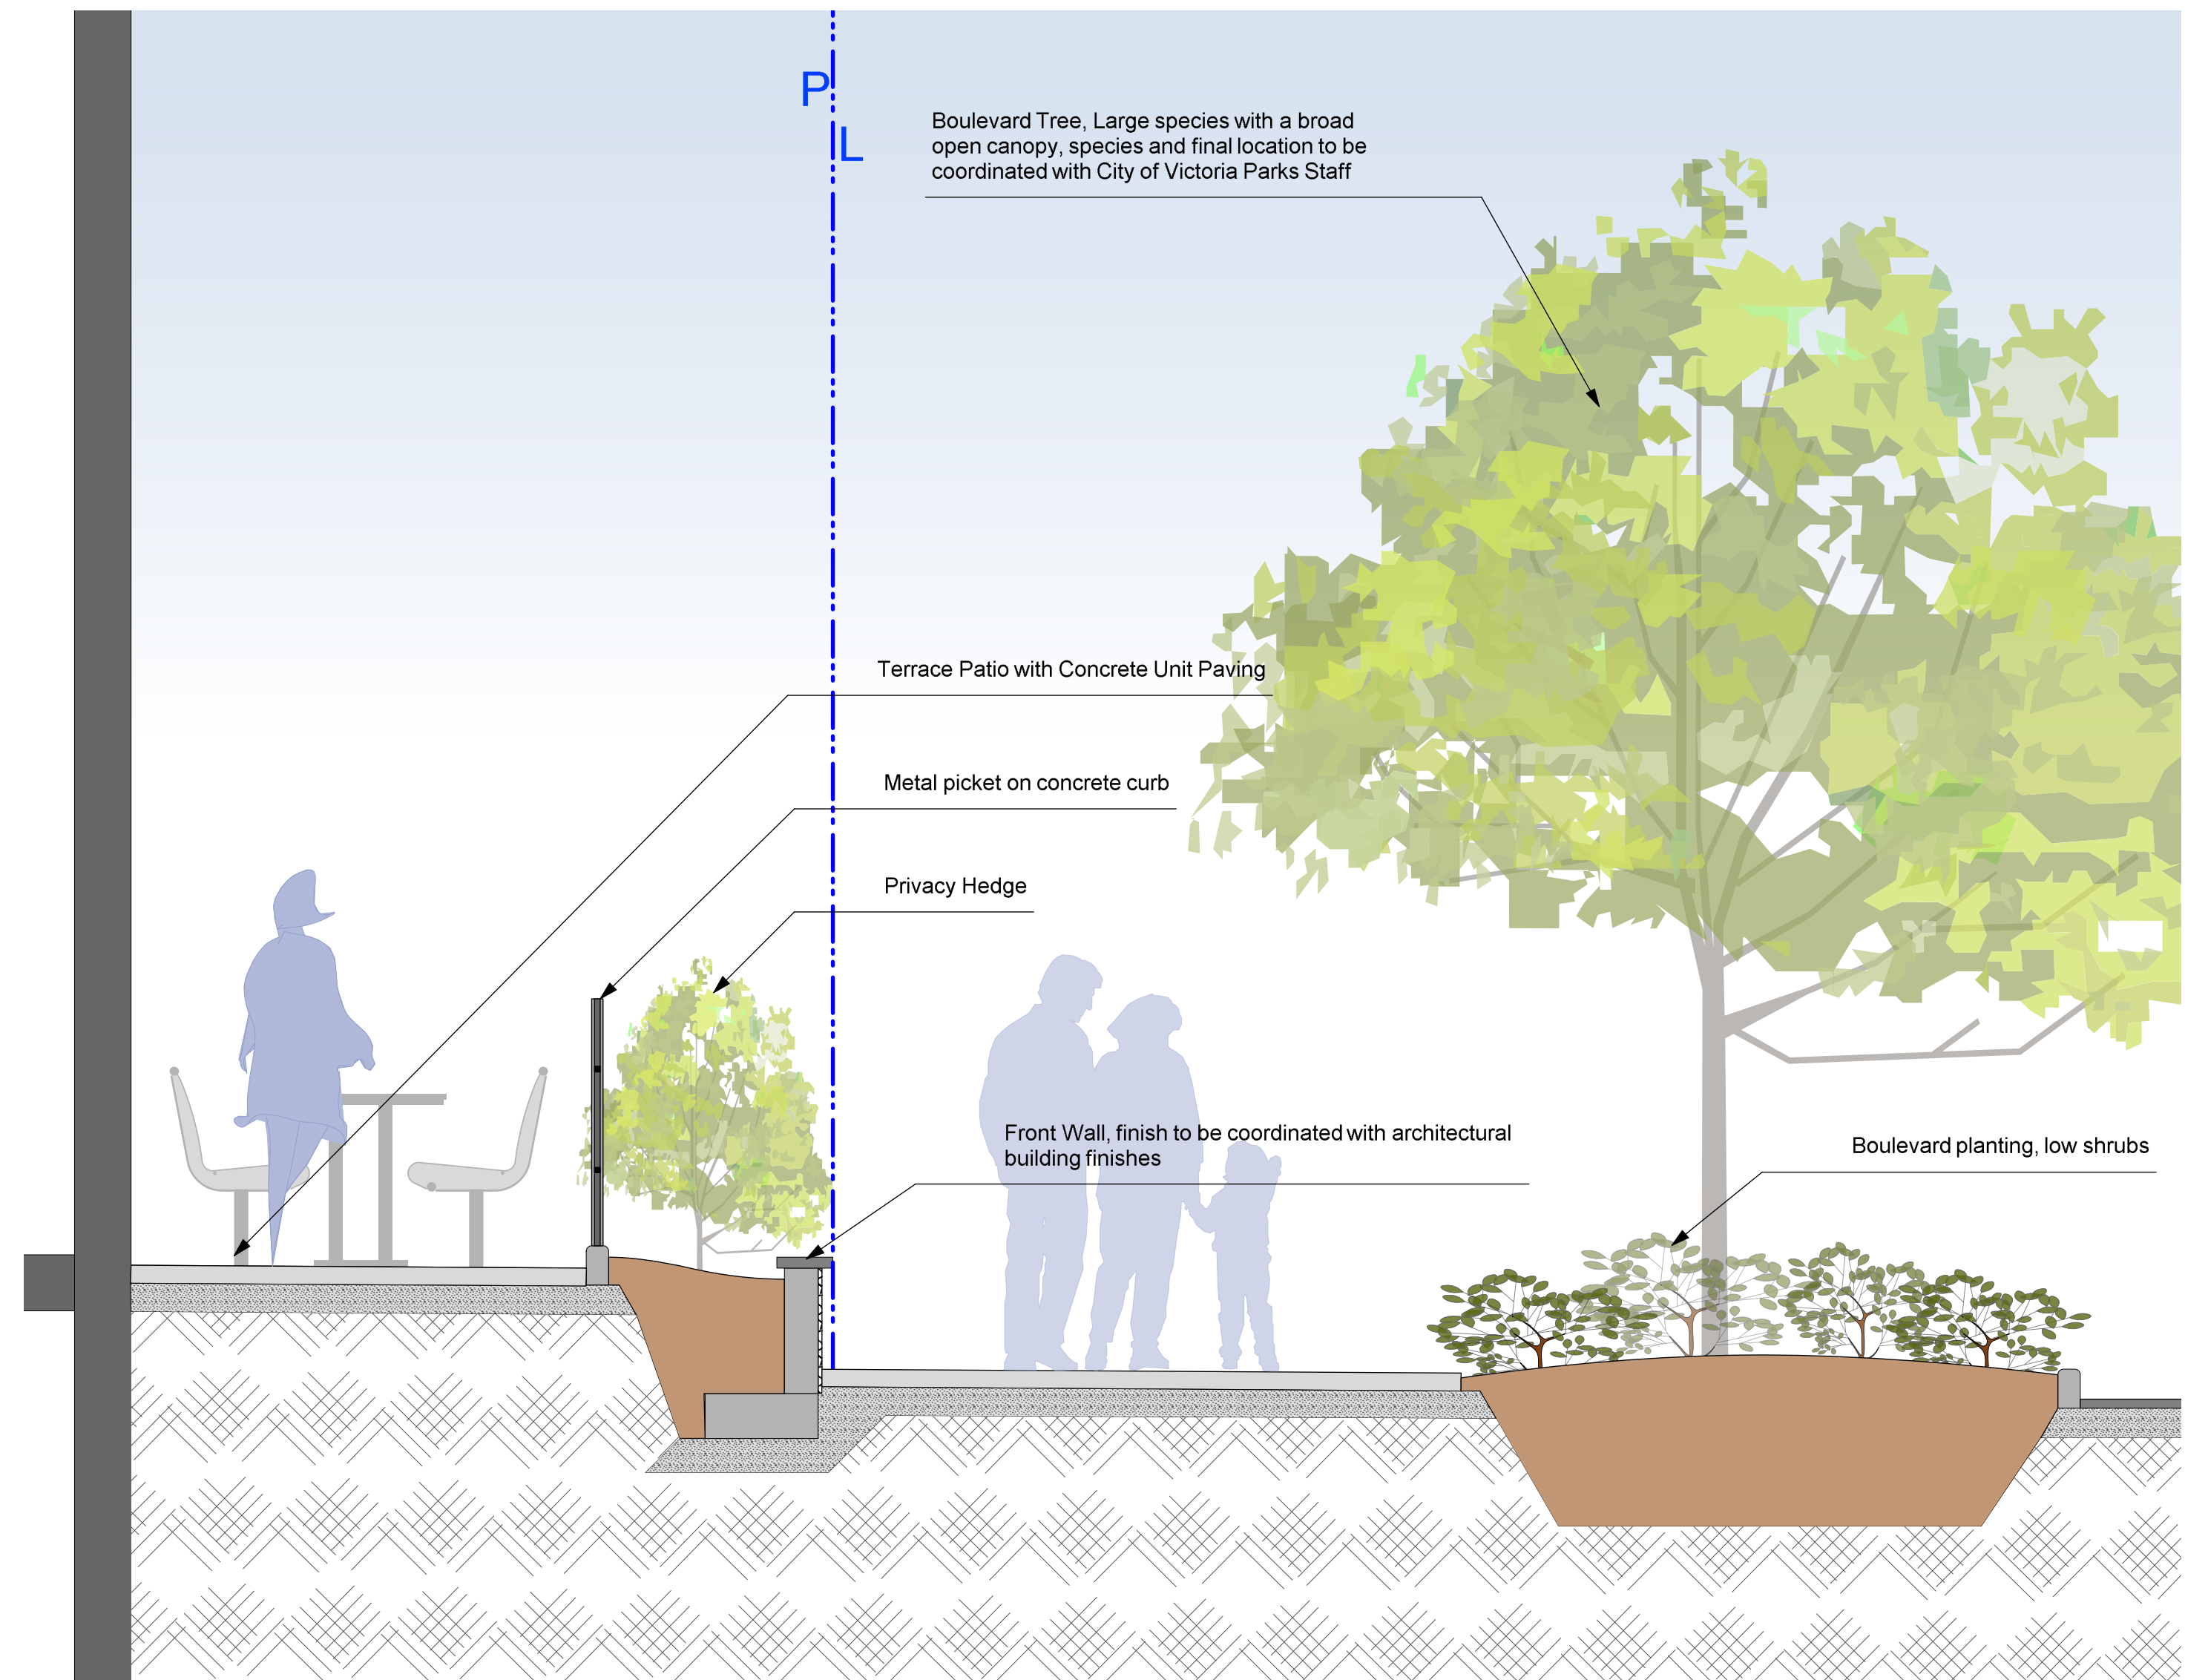 P
L
Boulevard Tree, Large species with a broad
open canopy, species and final location to be
coordinated with City of Victoria Parks Staff
Terrace Patio with Concrete Unit Paving
Metal picket on concrete curb
Privacy Hedge
Front Wall, finish to be coordinated with architectural
building finishes
Boulevard planting, low shrubs